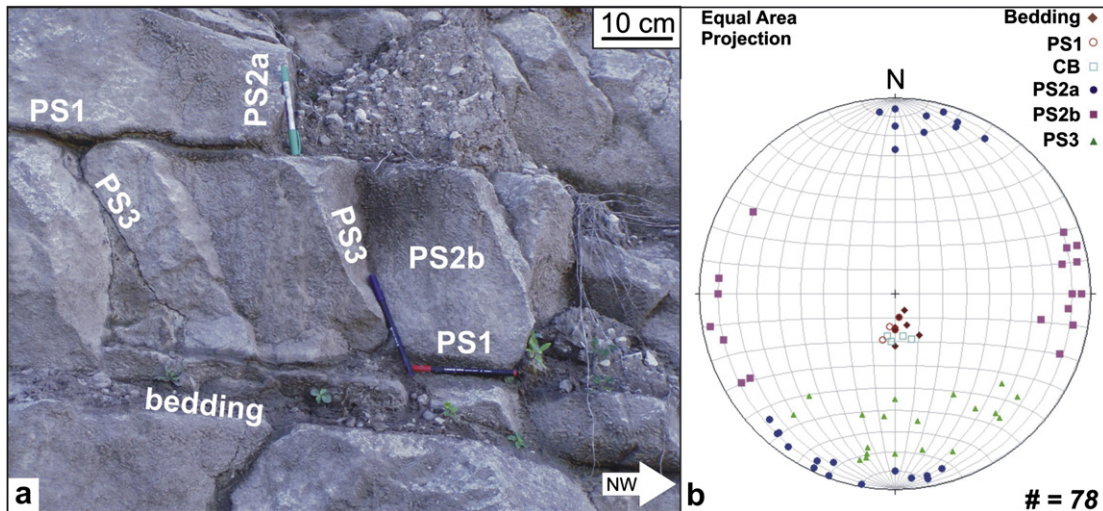 10 cm
PS2a
PS1
PS3
PS3
PS2b
PS1
bedding
NW
a
Equal Area
Projection
Bedding
PS1
CB
PS2a
PS2b
PS3
N
b
# = 78